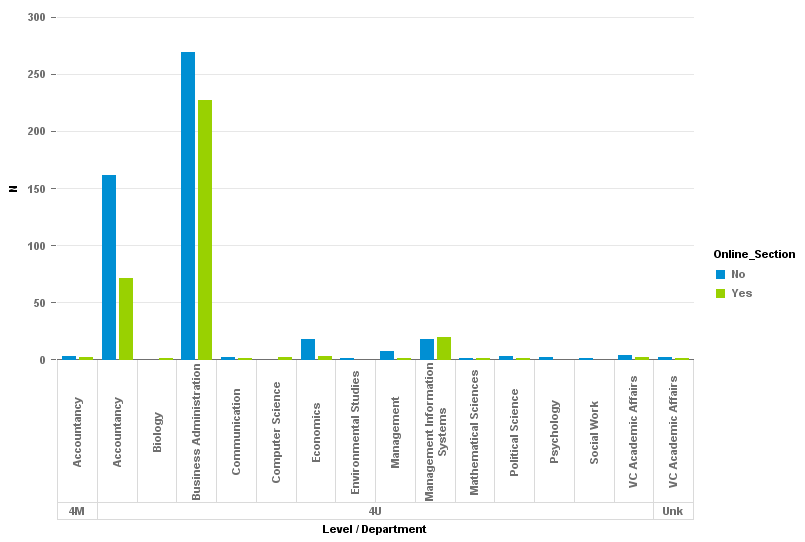 300
250
200
150
100
50
0
N
Accountancy
Accountancy
Biology
Business Administration
Communication
Computer Science
Economics
Environmental Studies
Management
Management Information
Systems
Mathematical Sciences
Political Science
Psychology
Social Work
VC Academic Affairs
VC Academic Affairs
4M
4U
Unk
Level / Department
Online_Section
No
Yes